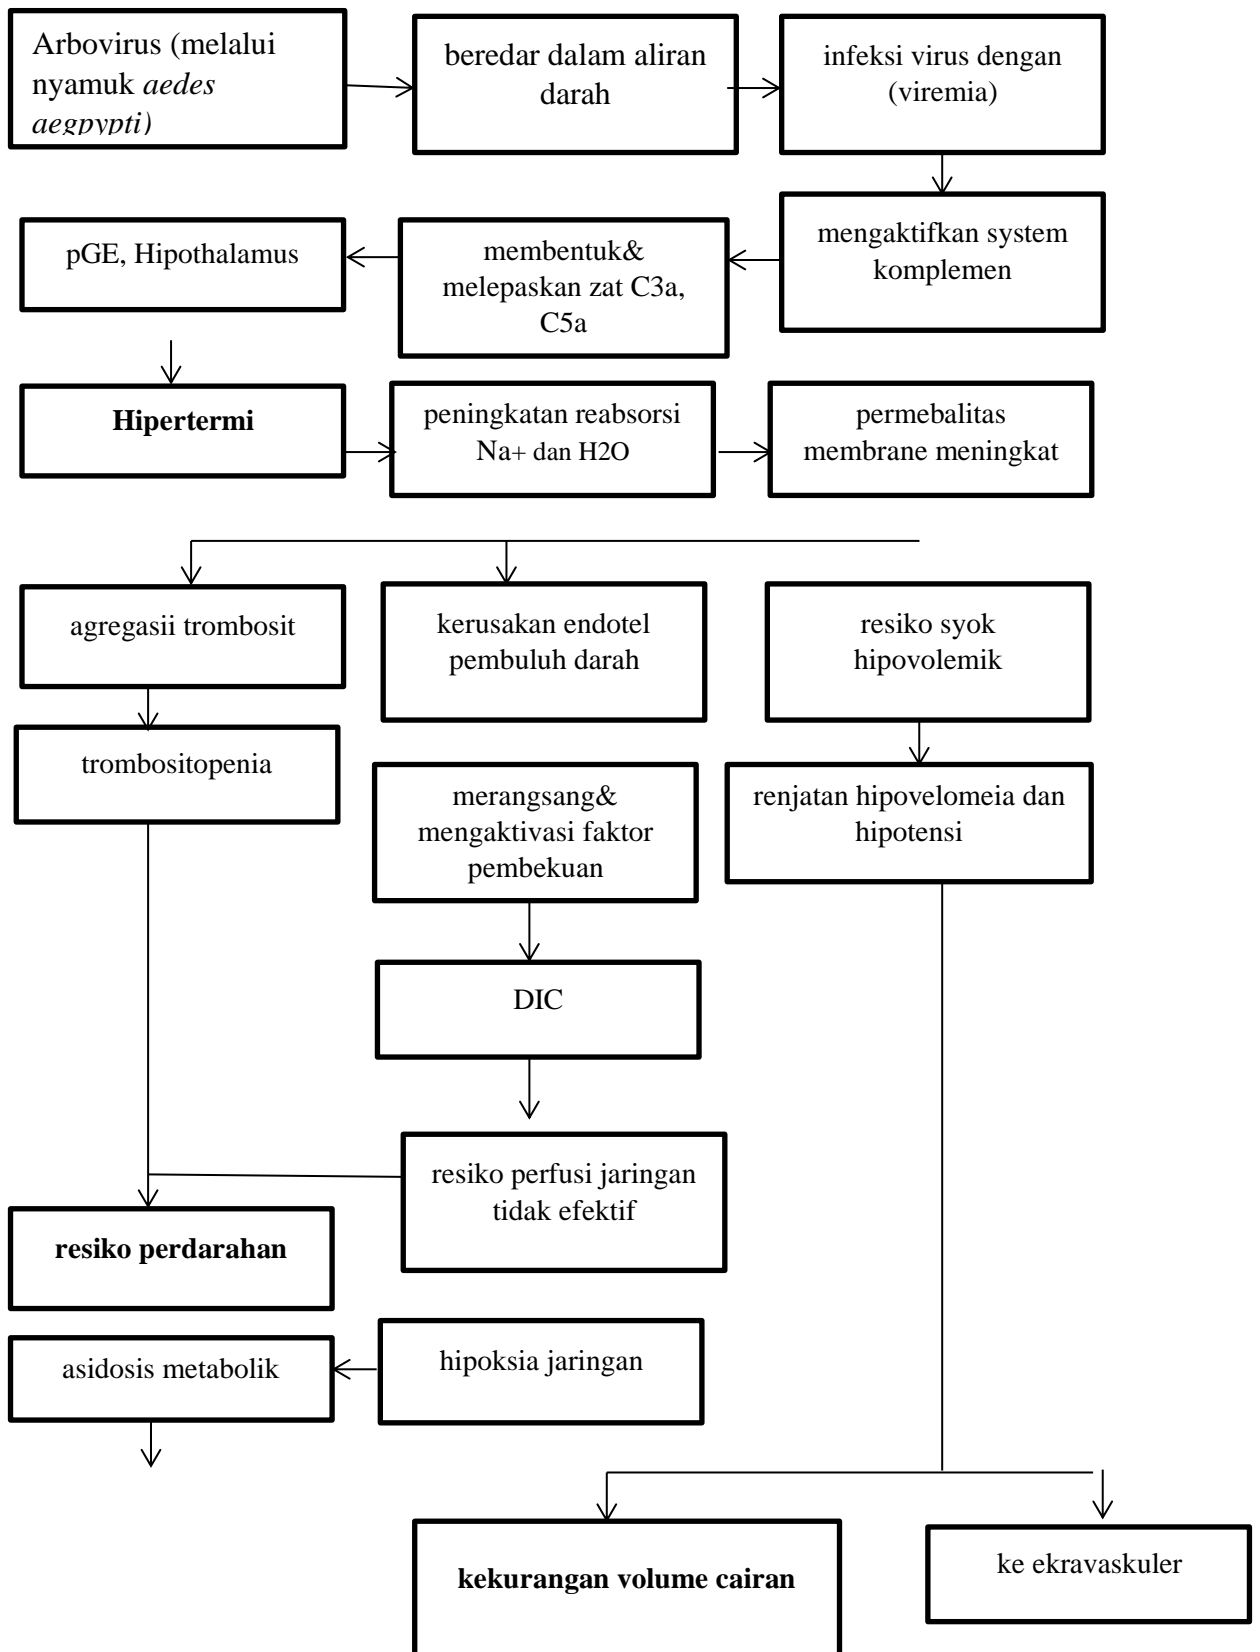 Arbovirus (melalui
nyamuk aedes
aegpypti)
beredar dalam aliran
darah
infeksi virus dengan
(viremia)
pGE, Hipothalamus
membentuk&
melepaskan zat C3a,
C5a
mengaktifkan system
komplemen
Hipertermi
peningkatan reabsorsi
Na+ dan H2O
permebalitas
membrane meningkat
agregasii trombosit
kerusakan endotel
pembuluh darah
resiko syok
hipovolemik
trombositopenia
merangsang&
mengaktivasi faktor
pembekuan
renjatan hipovelomeia dan
hipotensi
DIC
resiko perfusi jaringan
tidak efektif
resiko perdarahan
asidosis metabolik
hipoksia jaringan
kekurangan volume cairan
ke ekravaskuler